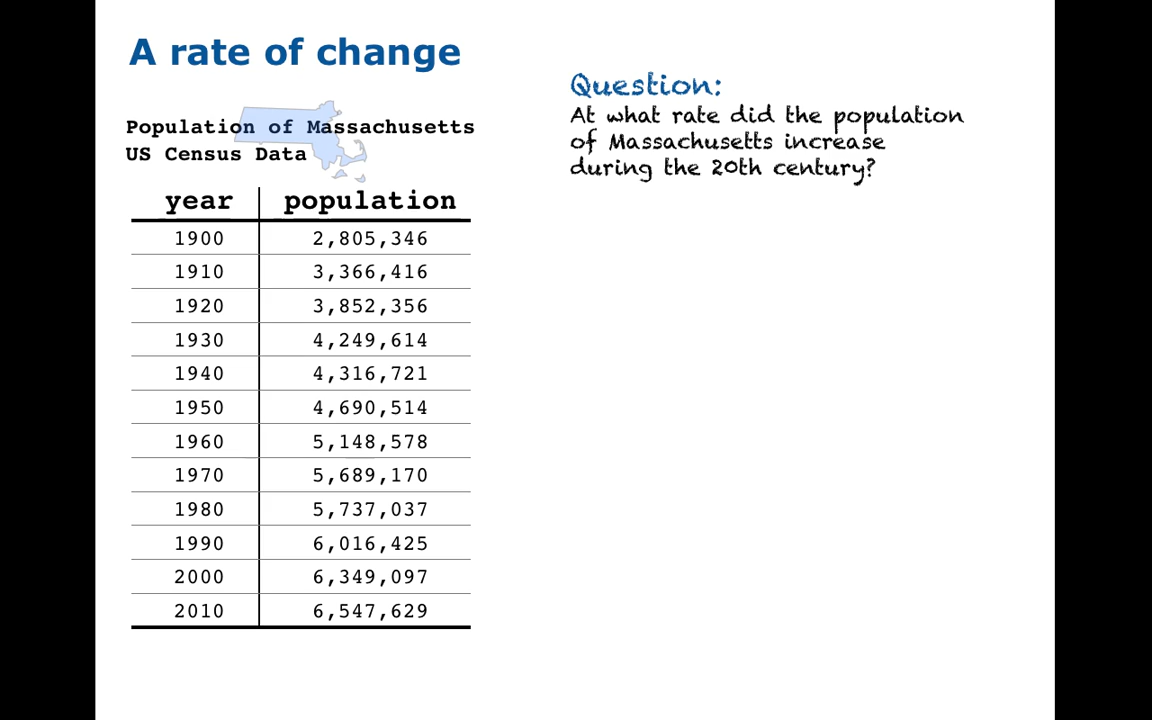 A rate of change
Population of Massachusetts
US Census Data
year population
1900 2,805,346
1910 3,366,416
1920 3,852,356
1930 4,249,614
1940 4,316,721
1950 4,690,514
1960 5,148,578
1970 5,689,170
1980 5,737,037
1990 6,016,425
2000 6,349,097
2010 6,547,629
Question:
At what rate did the population
of Massachusetts increase
during the 20th century?